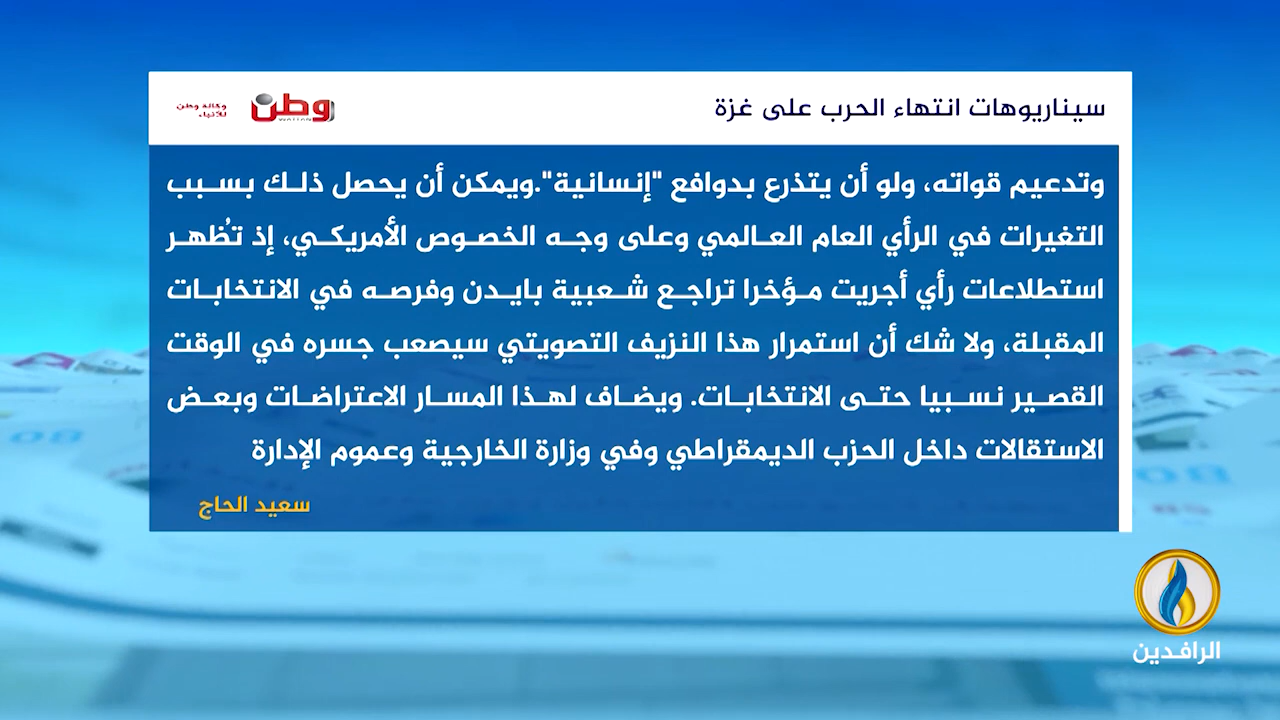 سيناريوهات انتهاء الحرب على غزة
وطن
وكالة وطن
للأنباء
وتدعيم قواته، ولو أن يتذرع بدوافع "إنسانية".ويمكن أن يحصل ذلك بسبب
التغيرات في الرأي العام العالمي وعلى وجه الخصوص الأمريكي، إذ تُظهر
استطلاعات رأي أجريت مؤخرا تراجع شعبية بايدن وفرصه في الانتخابات
المقبلة، ولا شك أن استمرار هذا النزيف التصويتي سيصعب جسره في الوقت
القصير نسبيا حتى الانتخابات. ويضاف لهذا المسار الاعتراضات وبعض
الاستقالات داخل الحزب الديمقراطي وفي وزارة الخارجية وعموم الإدارة
سعيد الحاج
الرافدين